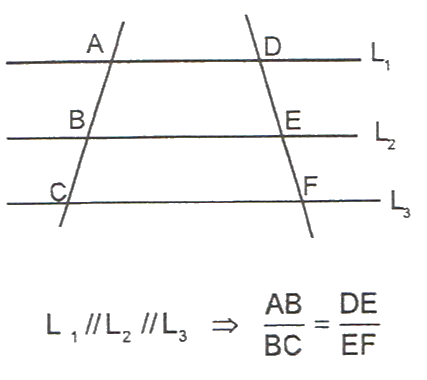 A D L₁
B E L₂
C F L₃
L₁ // L₂ // L₃ ⇒ AB/BC = DE/EF